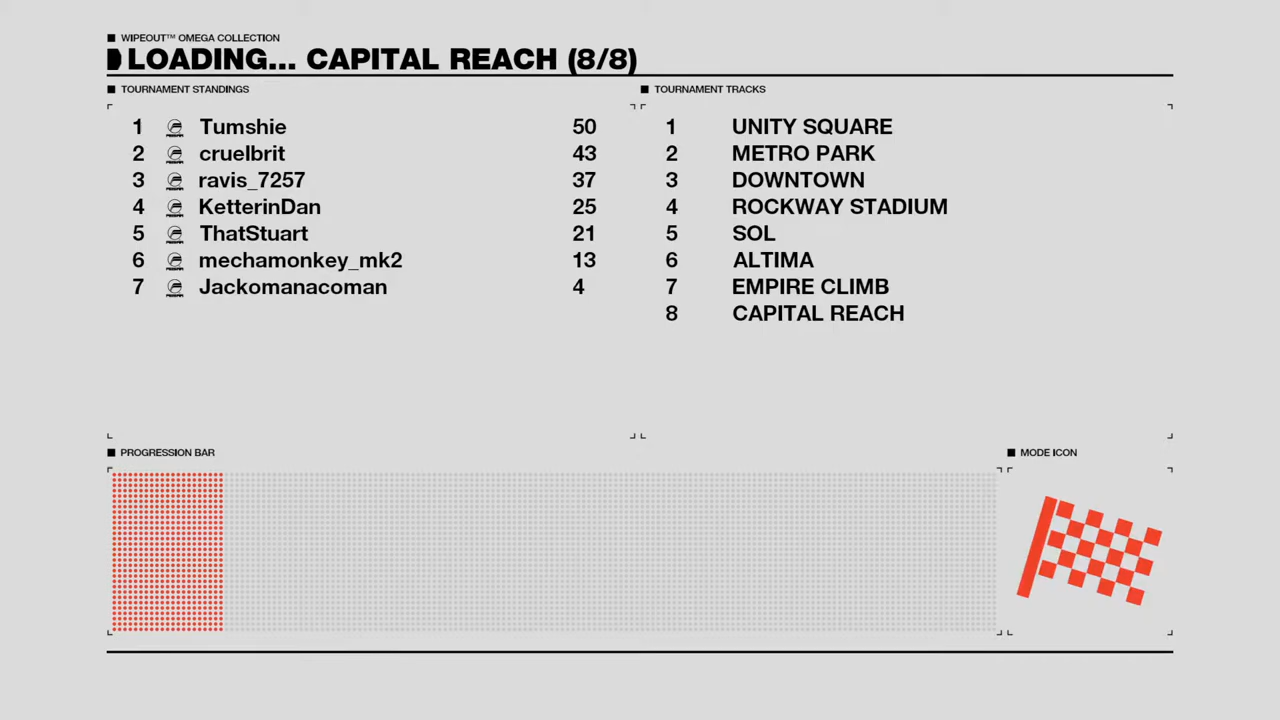 WIPEOUT™ OMEGA COLLECTION
LOADING... CAPITAL REACH (8/8)
TOURNAMENT STANDINGS
1 Tumshie 50
2 cruelbrit 43
3 ravis_7257 37
4 KetterinDan 25
5 ThatStuart 21
6 mechamonkey_mk2 13
7 Jackomanacoman 4
TOURNAMENT TRACKS
1 UNITY SQUARE
2 METRO PARK
3 DOWNTOWN
4 ROCKWAY STADIUM
5 SOL
6 ALTIMA
7 EMPIRE CLIMB
8 CAPITAL REACH
PROGRESSION BAR
MODE ICON